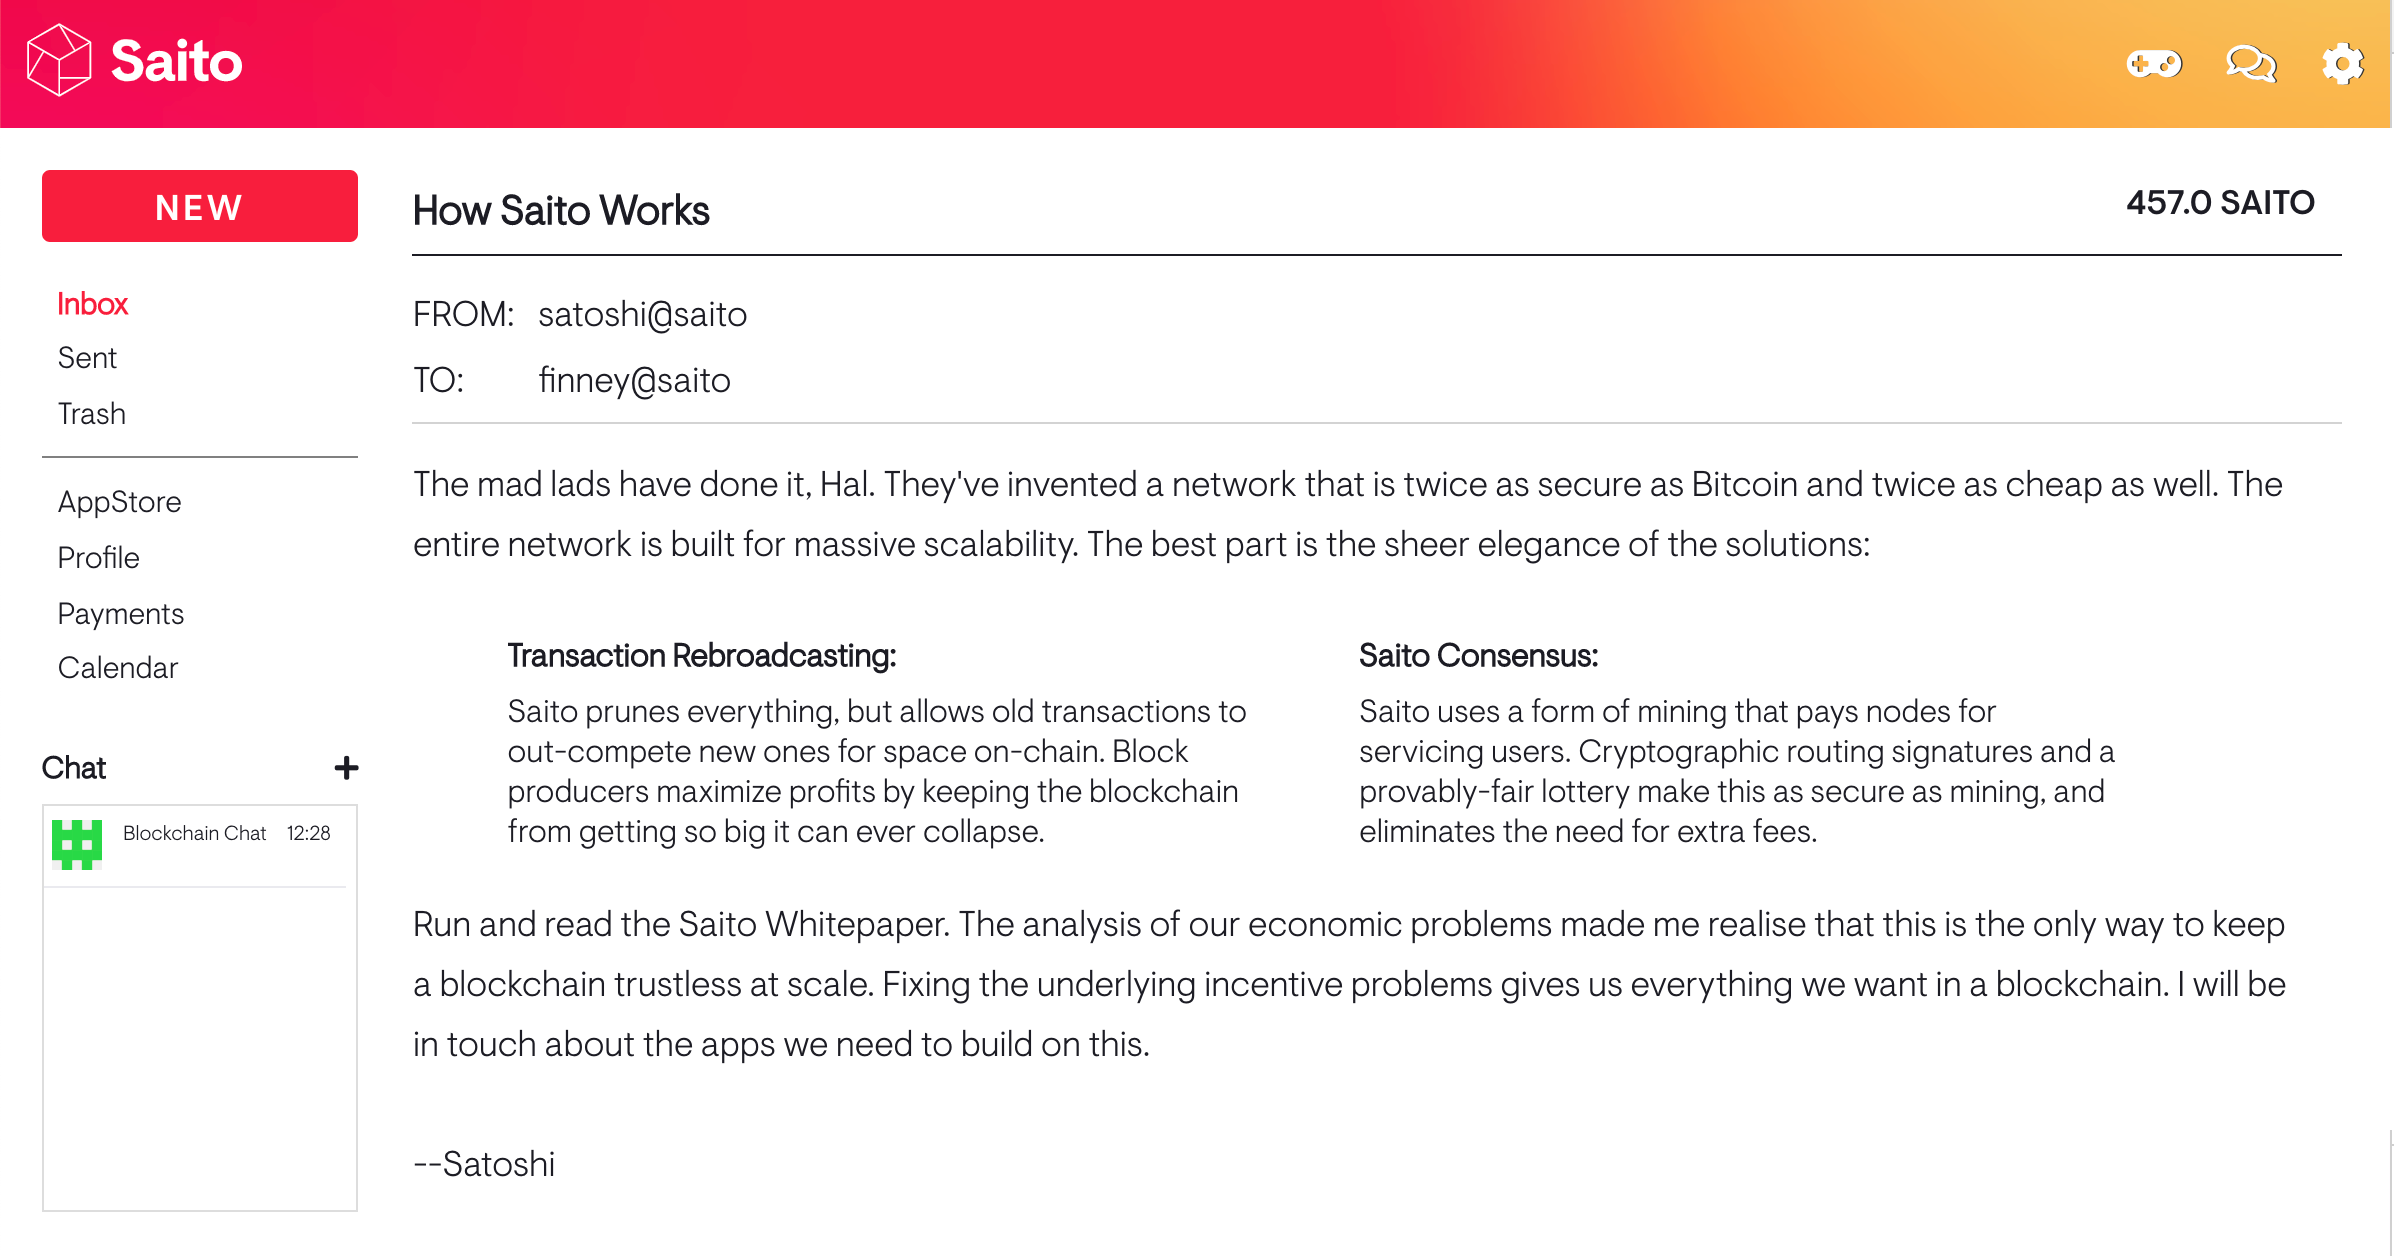 Saito
NEW
Inbox
Sent
Trash
AppStore
Profile
Payments
Calendar
Chat
Blockchain Chat 12:28
How Saito Works
457.0 SAITO
FROM: satoshi@saito
TO: finney@saito
The mad lads have done it, Hal. They've invented a network that is twice as secure as Bitcoin and twice as cheap as well. The
entire network is built for massive scalability. The best part is the sheer elegance of the solutions:
Transaction Rebroadcasting:
Saito prunes everything, but allows old transactions to
out-compete new ones for space on-chain. Block
producers maximize profits by keeping the blockchain
from getting so big it can ever collapse.
Saito Consensus:
Saito uses a form of mining that pays nodes for
servicing users. Cryptographic routing signatures and a
provably-fair lottery make this as secure as mining, and
eliminates the need for extra fees.
Run and read the Saito Whitepaper. The analysis of our economic problems made me realise that this is the only way to keep
a blockchain trustless at scale. Fixing the underlying incentive problems gives us everything we want in a blockchain. I will be
in touch about the apps we need to build on this.
--Satoshi